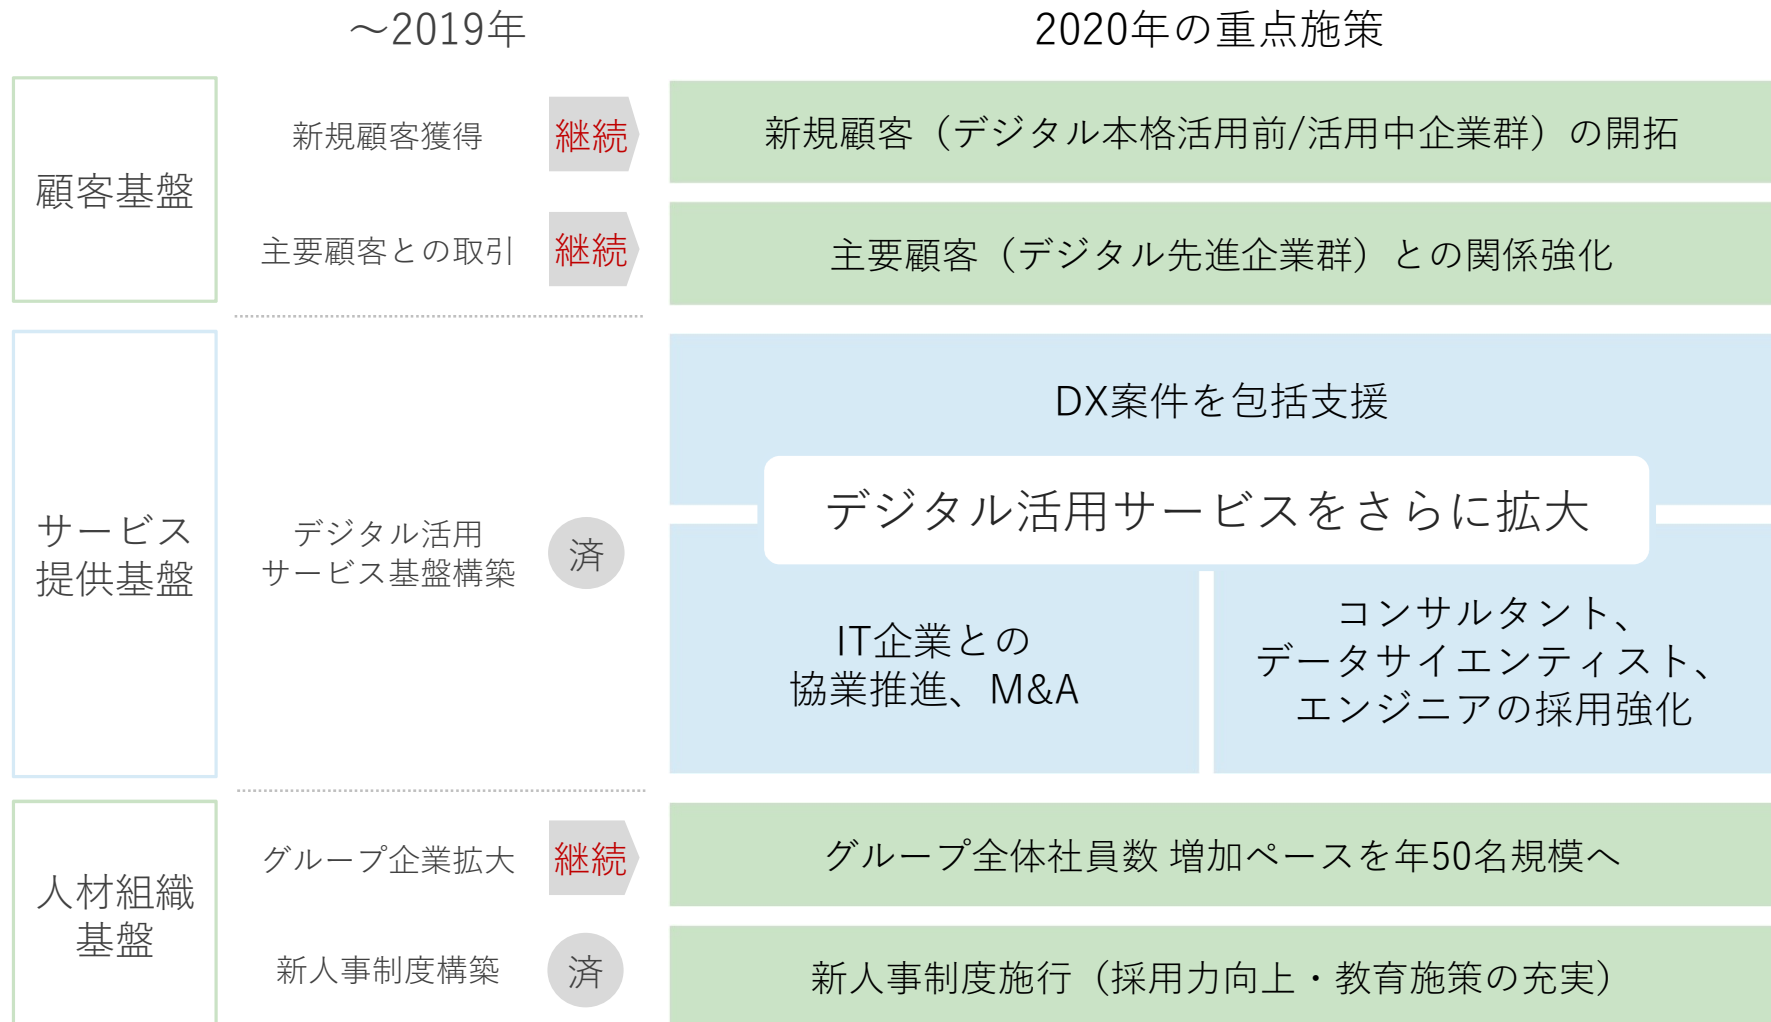 ～2019年
2020年の重点施策
顧客基盤
新規顧客獲得
継続
新規顧客（デジタル本格活用前/活用中企業群）の開拓
主要顧客との取引
継続
主要顧客（デジタル先進企業群）との関係強化
サービス
提供基盤
デジタル活用
サービス基盤構築
済
DX案件を包括支援
デジタル活用サービスをさらに拡大
IT企業との
協業推進、M&A
コンサルタント、
データサイエンティスト、
エンジニアの採用強化
人材組織
基盤
グループ企業拡大
継続
グループ全体社員数 増加ペースを年50名規模へ
新人事制度構築
済
新人事制度施行（採用力向上・教育施策の充実）